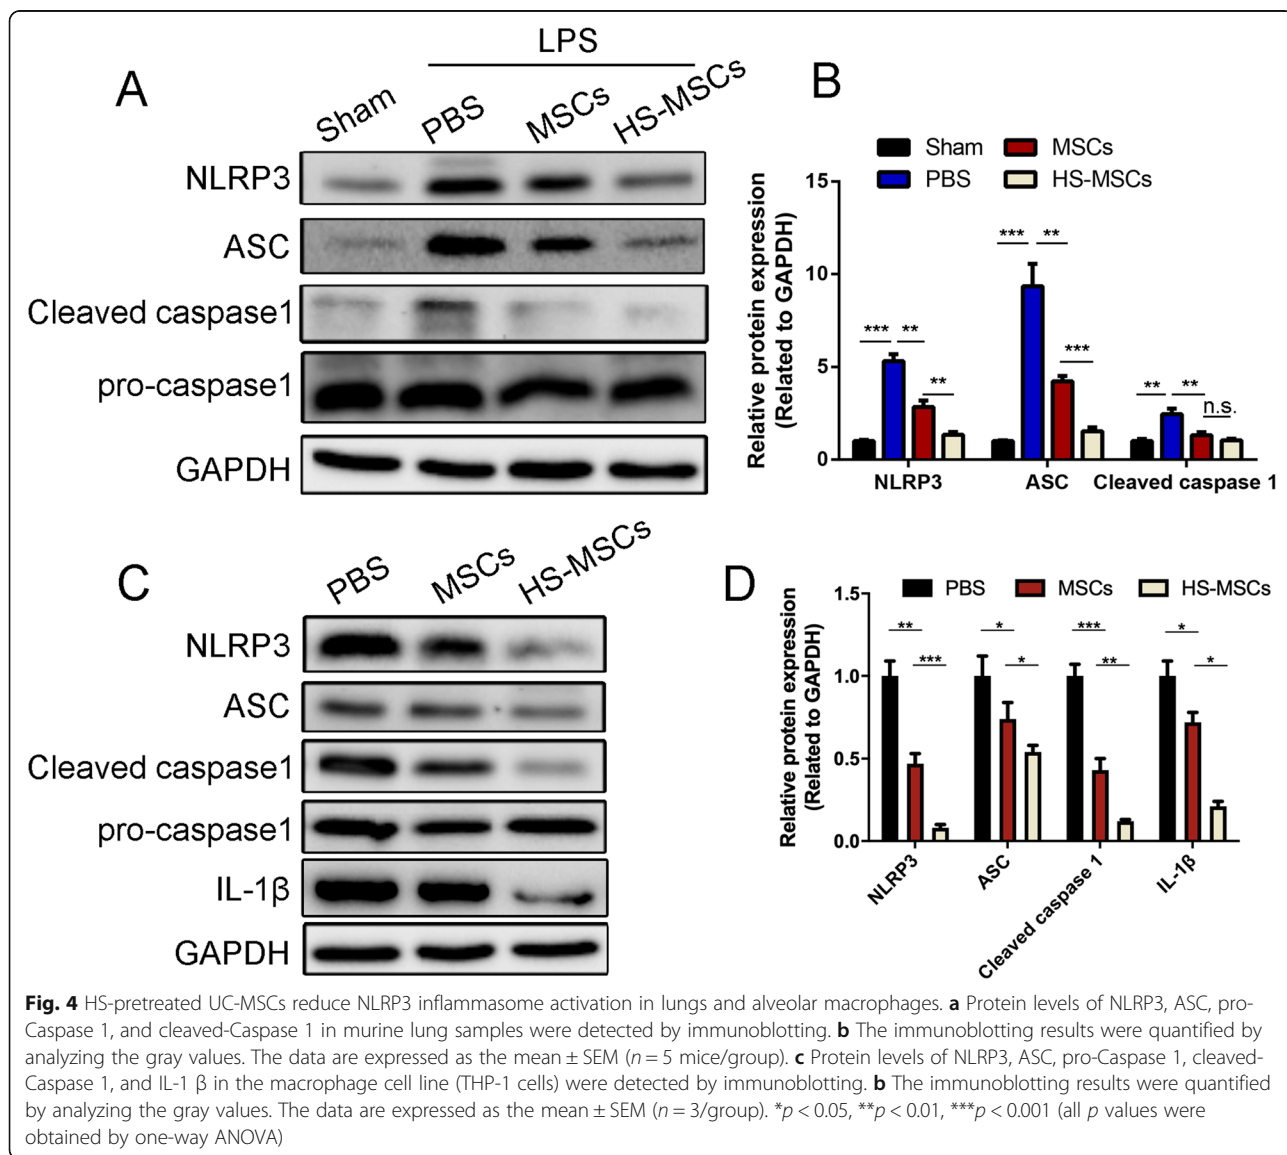 LPS
A
Sham PBS MSCs HS-MSCs
NLRP3
ASC
Cleaved caspase1
pro-caspase1
GAPDH
B
Sham MSCs
PBS HS-MSCs
Relative protein expression
(Related to GAPDH)
15
10
5
0
*** ** **
*** ** ***
** ** n.s.
NLRP3 ASC Cleaved caspase 1
C
PBS MSCs HS-MSCs
NLRP3
ASC
Cleaved caspase1
pro-caspase1
IL-1β
GAPDH
D
PBS MSCs HS-MSCs
Relative protein expression
(Related to GAPDH)
1.5
1.0
0.5
0.0
** ***
* *
*** **
* *
NLRP3 ASC Cleaved caspase 1 IL-1β
Fig. 4 HS-pretreated UC-MSCs reduce NLRP3 inflammasome activation in lungs and alveolar macrophages. a Protein levels of NLRP3, ASC, pro-
Caspase 1, and cleaved-Caspase 1 in murine lung samples were detected by immunoblotting. b The immunoblotting results were quantified by
analyzing the gray values. The data are expressed as the mean ± SEM (n = 5 mice/group). c Protein levels of NLRP3, ASC, pro-Caspase 1, cleaved-
Caspase 1, and IL-1 β in the macrophage cell line (THP-1 cells) were detected by immunoblotting. b The immunoblotting results were quantified
by analyzing the gray values. The data are expressed as the mean ± SEM (n = 3/group). *p < 0.05, **p < 0.01, ***p < 0.001 (all p values were
obtained by one-way ANOVA)